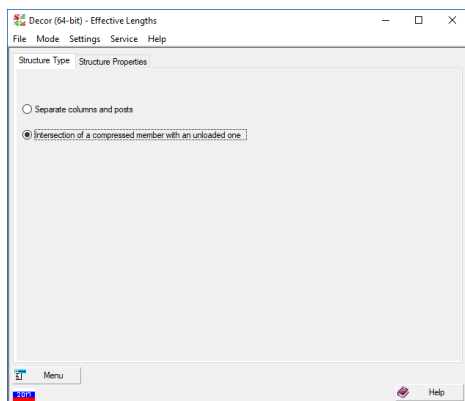 Decor (64-bit) - Effective Lengths
File Mode Settings Service Help
Structure Type Structure Properties
Separate columns and posts
Intersection of a compressed member with an unloaded one
Menu
Help